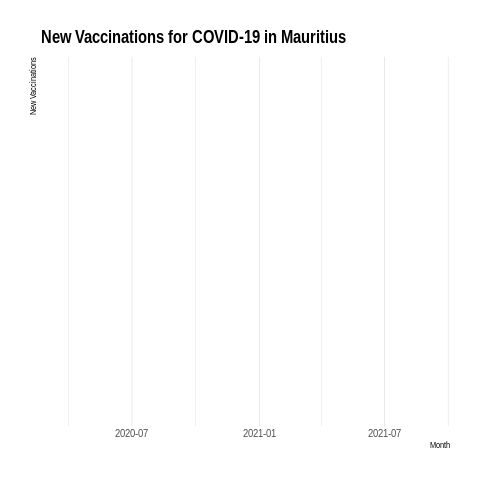 New Vaccinations for COVID-19 in Mauritius
New Vaccinations
2020-07
2021-01
2021-07
Month